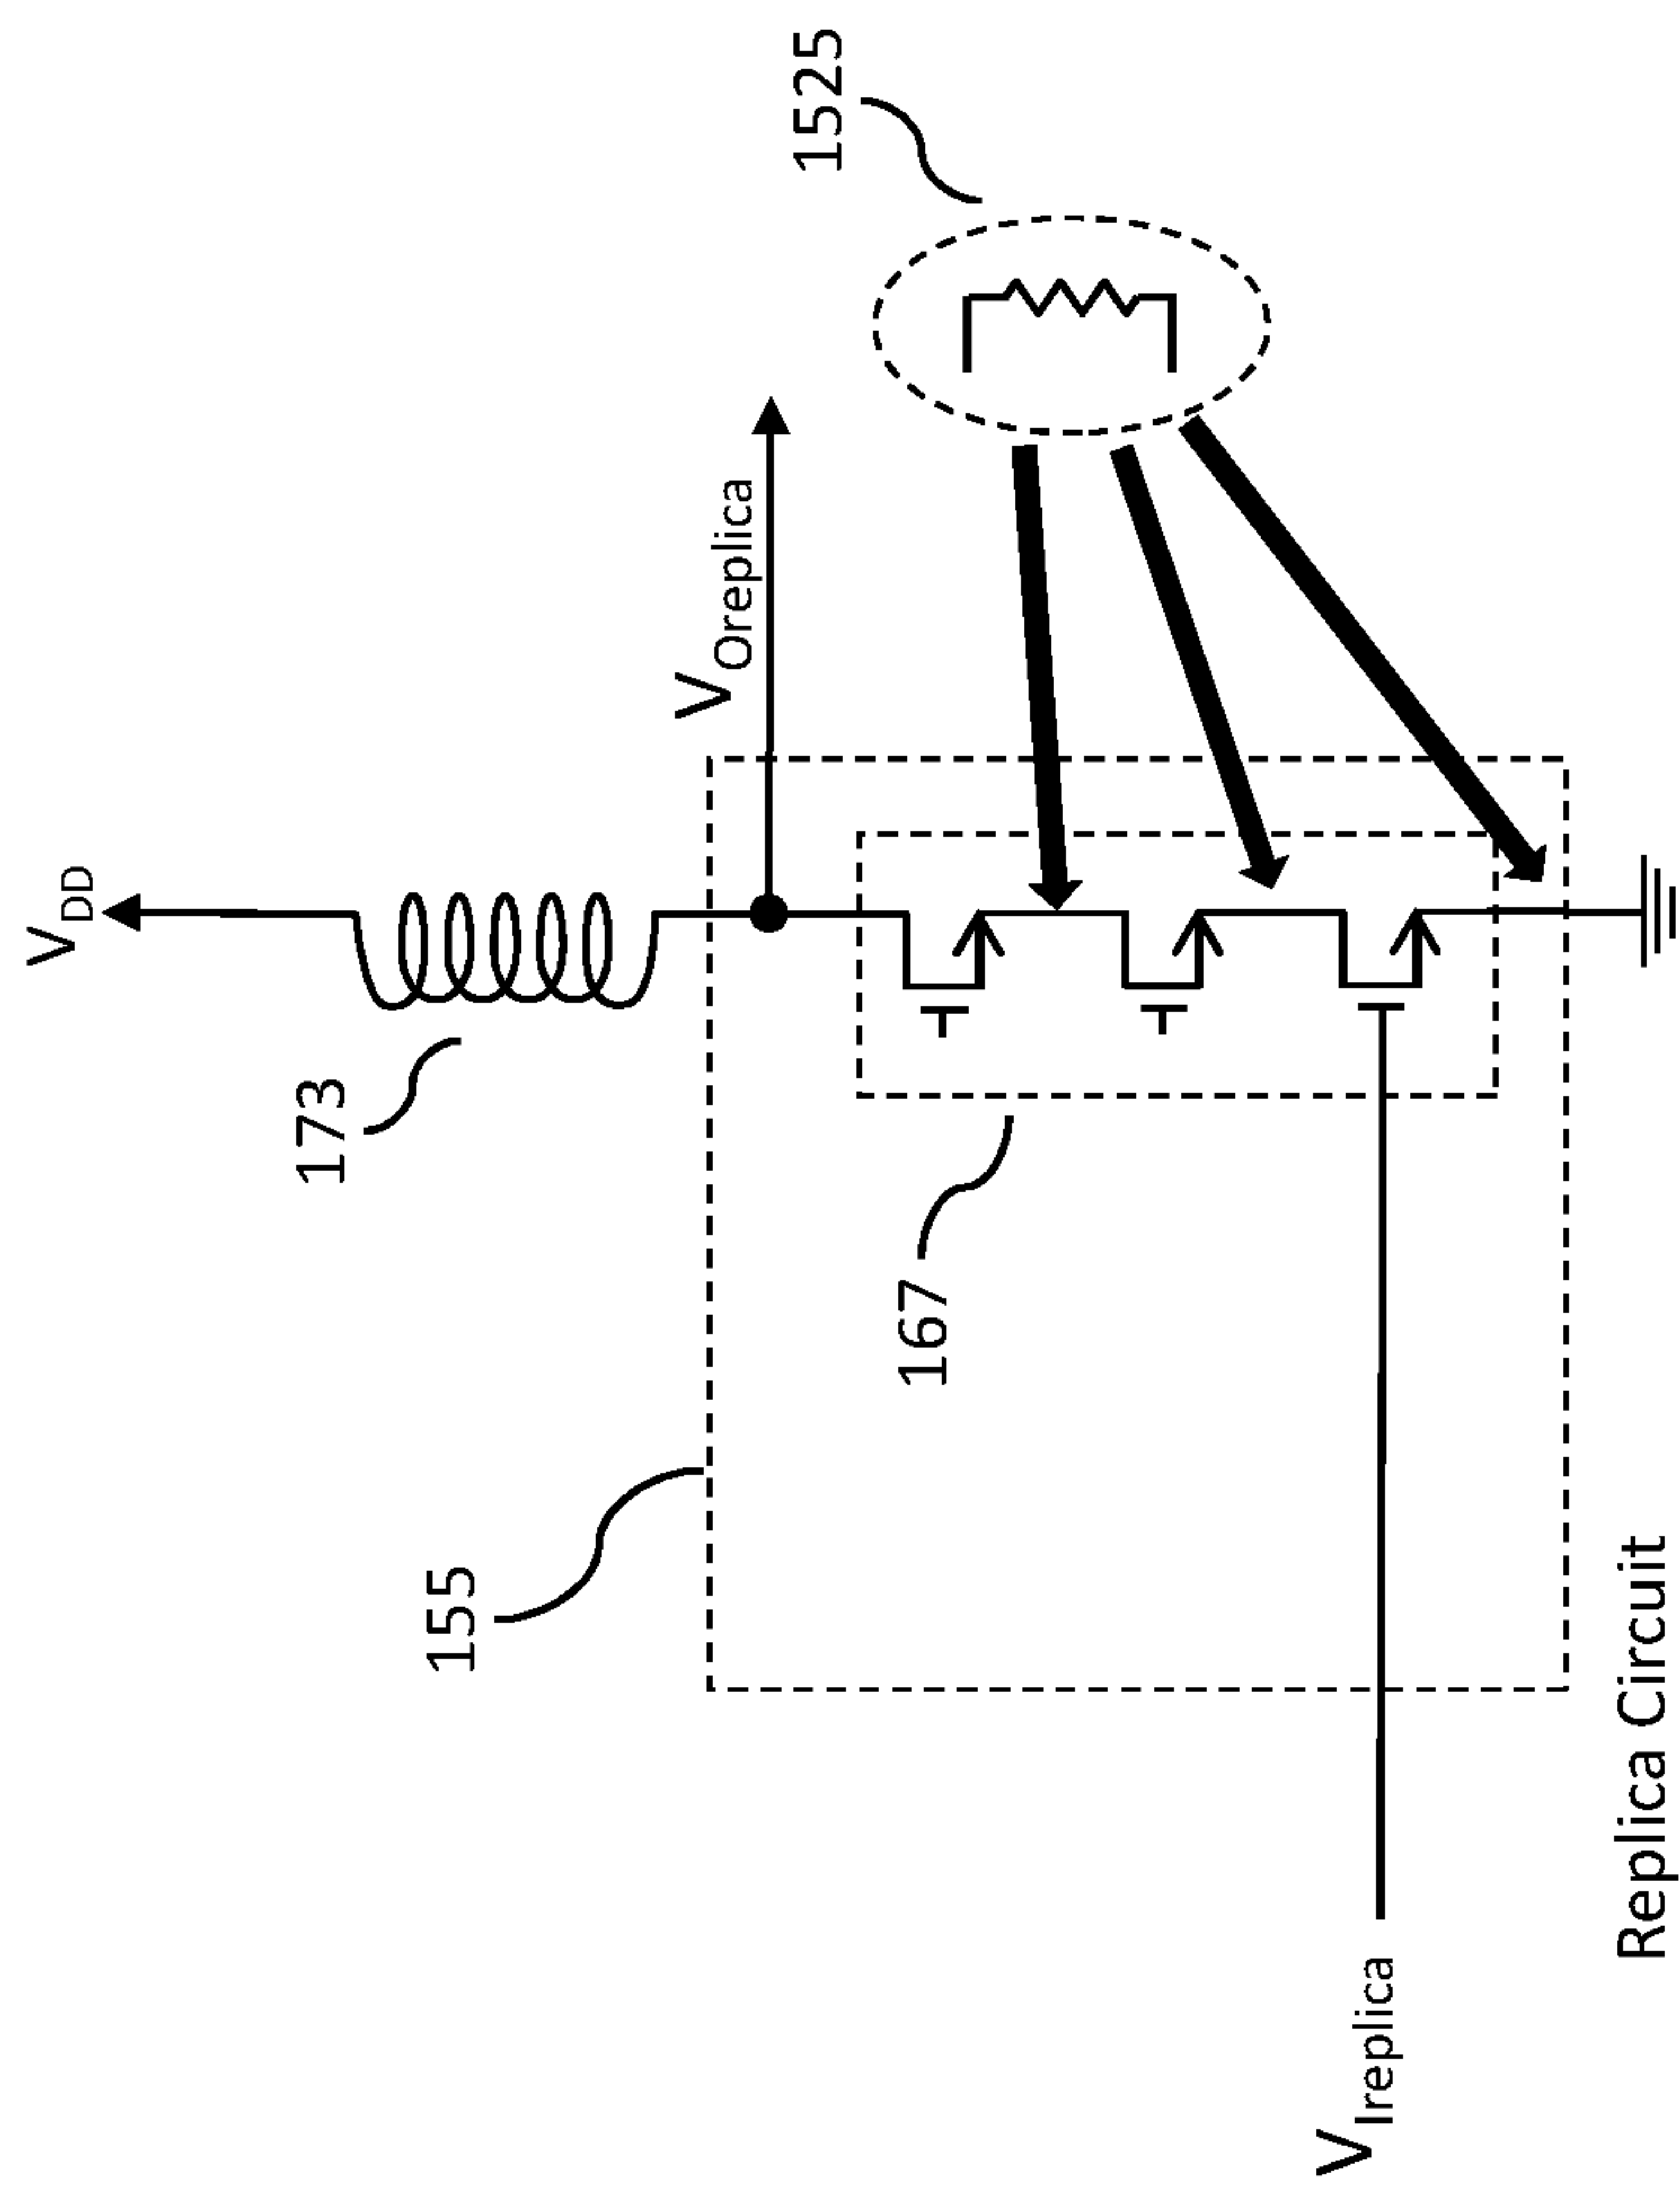 V_DD
173
V_Oreplica
1525
155
167
V_Ireplica
Replica Circuit